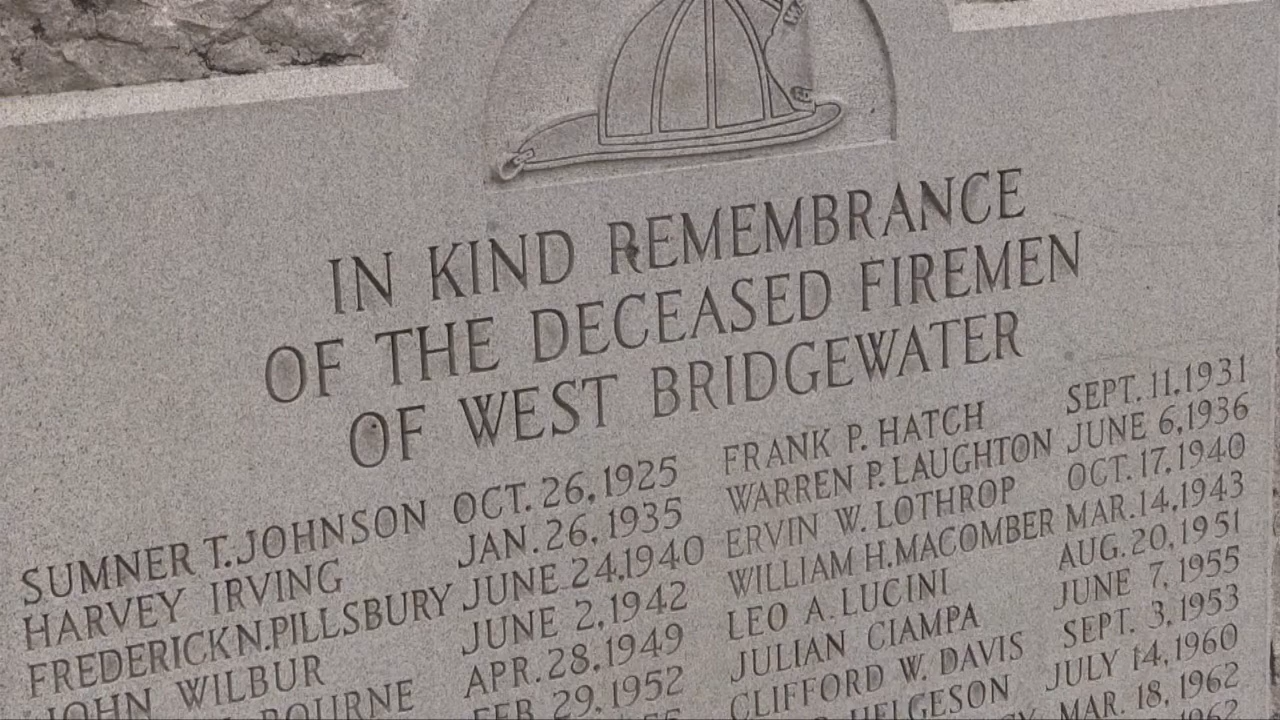 IN KIND REMEMBRANCE
OF THE DECEASED FIREMEN
OF WEST BRIDGEWATER
SUMNER T. JOHNSON OCT. 26, 1925
HARVEY IRVING JAN. 26, 1935
FREDERICK N. PILLSBURY JUNE 24, 1940
JOHN WILBUR JUNE 2, 1942
BOURNE APR. 28, 1949
FEB 29, 1952
FRANK P. HATCH SEPT. 11, 1931
WARREN P. LAUGHTON JUNE 6, 1936
ERVIN W. LOTHROP OCT. 17, 1940
WILLIAM H. MACOMBER MAR. 14, 1943
LEO A. LUCINI AUG. 20, 1951
JULIAN CIAMPA JUNE 7, 1955
CLIFFORD W. DAVIS SEPT. 3, 1953
HELGESON JULY 14, 1960
MAR. 18, 1962
1962